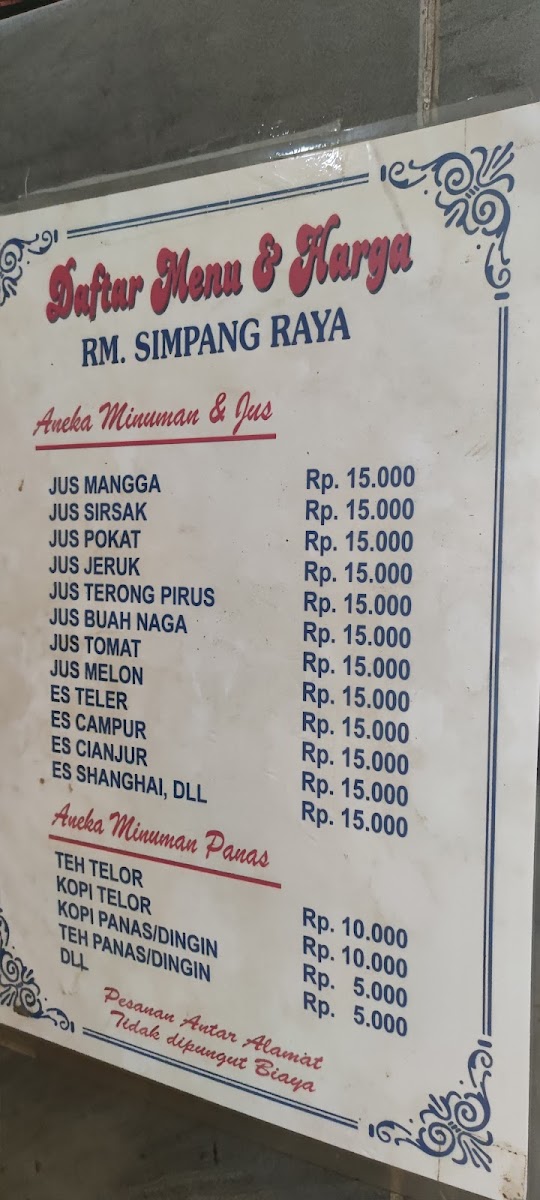 Daftar Menu & Harga
RM. SIMPANG RAYA
Aneka Minuman & Jus
JUS MANGGA Rp. 15.000
JUS SIRSAK Rp. 15.000
JUS POKAT Rp. 15.000
JUS JERUK Rp. 15.000
JUS TERONG PIRUS Rp. 15.000
JUS BUAH NAGA Rp. 15.000
JUS TOMAT Rp. 15.000
JUS MELON Rp. 15.000
ES TELER Rp. 15.000
ES CAMPUR Rp. 15.000
ES CIANJUR Rp. 15.000
ES SHANGHAI, DLL Rp. 15.000
Aneka Minuman Panas
TEH TELOR Rp. 10.000
KOPI TELOR Rp. 10.000
KOPI PANAS/DINGIN Rp. 5.000
TEH PANAS/DINGIN Rp. 5.000
DLL
Pesanan Antar Alamat
Tidak dipungut Biaya